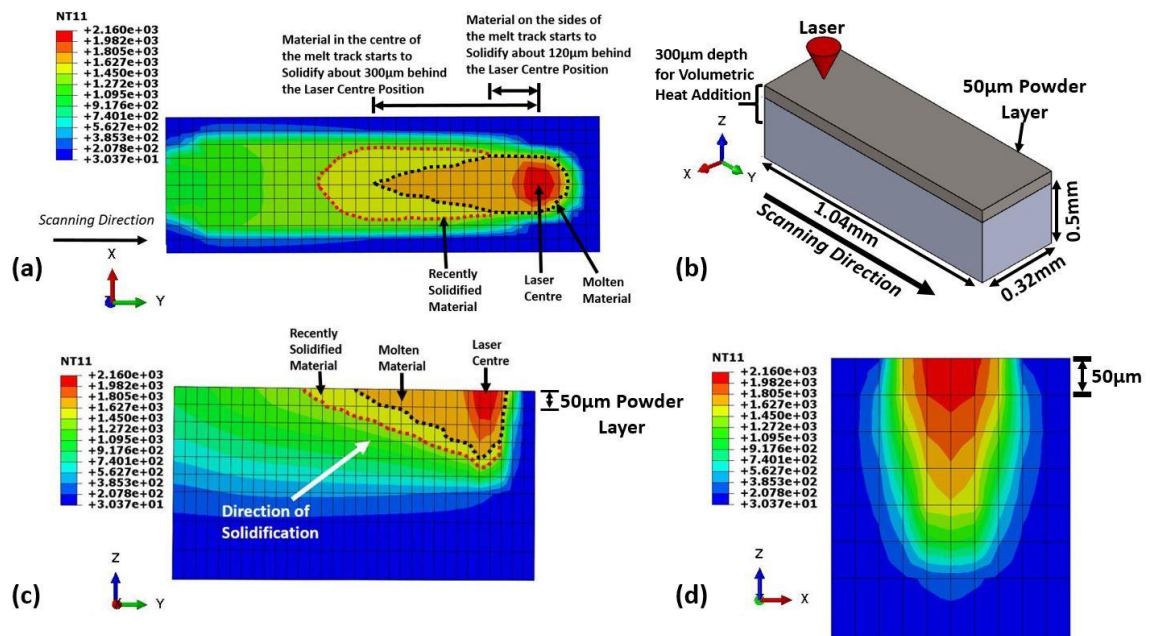 NT11
+2.160e+03
+1.982e+03
+1.805e+03
+1.627e+03
+1.450e+03
+1.272e+03
+1.095e+03
+9.176e+02
+7.401e+02
+5.627e+02
+3.853e+02
+2.078e+02
+3.037e+01
Material in the centre of
the melt track starts to
Solidify about 300µm behind
the Laser Centre Position
Material on the sides of
the melt track starts to
Solidify about 120µm behind
the Laser Centre Position
Scanning Direction
(a)
X
Z
Y
Recently
Solidified
Material
Laser
Centre
Molten
Material
Laser
300µm depth
for Volumetric
Heat Addition
50µm Powder
Layer
Z
X
Y
1.04mm
Scanning Direction
0.5mm
0.32mm
(b)
NT11
+2.160e+03
+1.982e+03
+1.805e+03
+1.627e+03
+1.450e+03
+1.272e+03
+1.095e+03
+9.176e+02
+7.401e+02
+5.627e+02
+3.853e+02
+2.078e+02
+3.037e+01
Recently
Solidified
Material
Molten
Material
Laser
Centre
50µm Powder
Layer
Direction of
Solidification
Z
X
Y
(c)
NT11
+2.160e+03
+1.982e+03
+1.805e+03
+1.627e+03
+1.450e+03
+1.272e+03
+1.095e+03
+9.176e+02
+7.401e+02
+5.627e+02
+3.853e+02
+2.078e+02
+3.037e+01
50µm
Z
Y
X
(d)